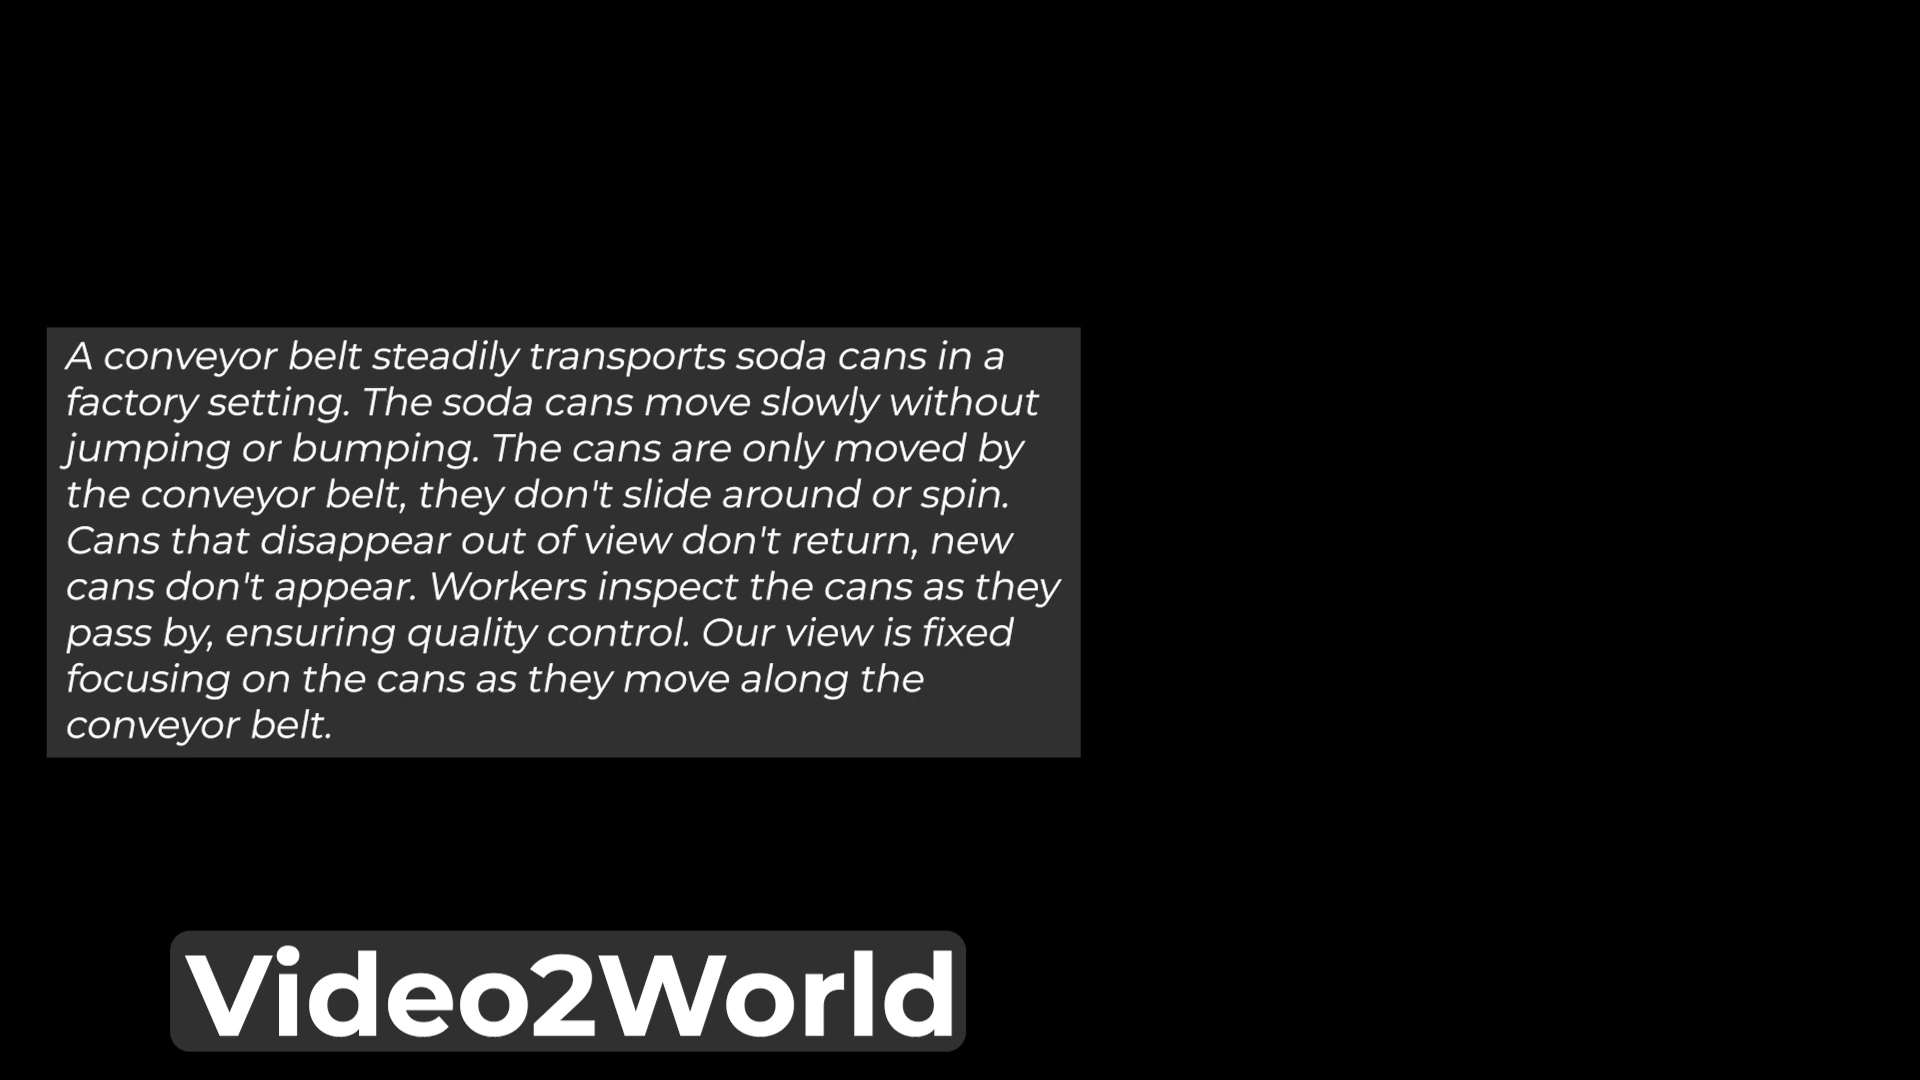 A conveyor belt steadily transports soda cans in a
factory setting. The soda cans move slowly without
jumping or bumping. The cans are only moved by
the conveyor belt, they don't slide around or spin.
Cans that disappear out of view don't return, new
cans don't appear. Workers inspect the cans as they
pass by, ensuring quality control. Our view is fixed
focusing on the cans as they move along the
conveyor belt.
Video2World